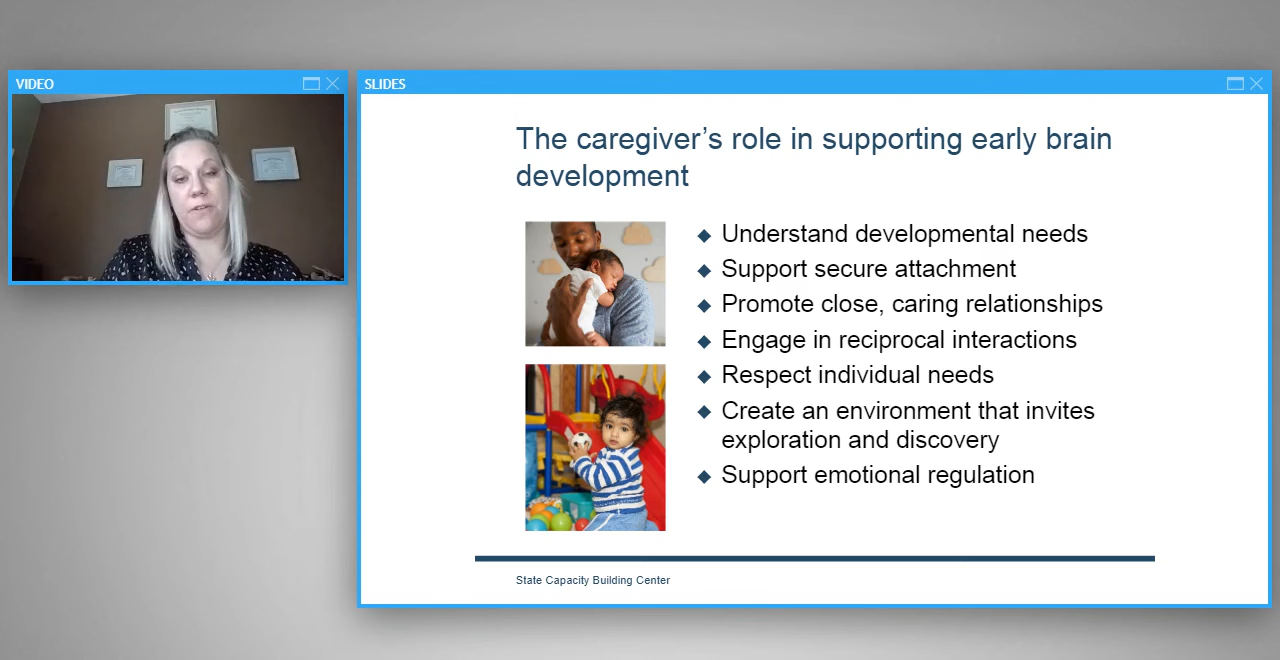 VIDEO
SLIDES
The caregiver’s role in supporting early brain
development
Understand developmental needs
Support secure attachment
Promote close, caring relationships
Engage in reciprocal interactions
Respect individual needs
Create an environment that invites
exploration and discovery
Support emotional regulation
State Capacity Building Center